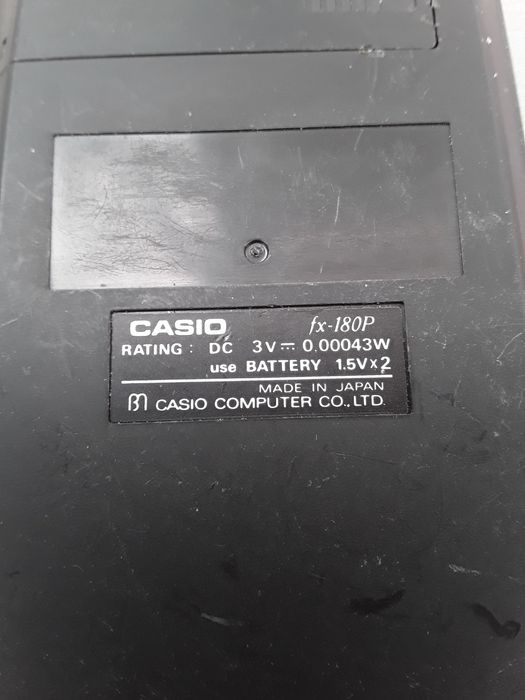 CASIO fx-180P
RATING : DC 3V⎓ 0.00043W
use BATTERY 1.5V×2
MADE IN JAPAN
CASIO COMPUTER CO., LTD.